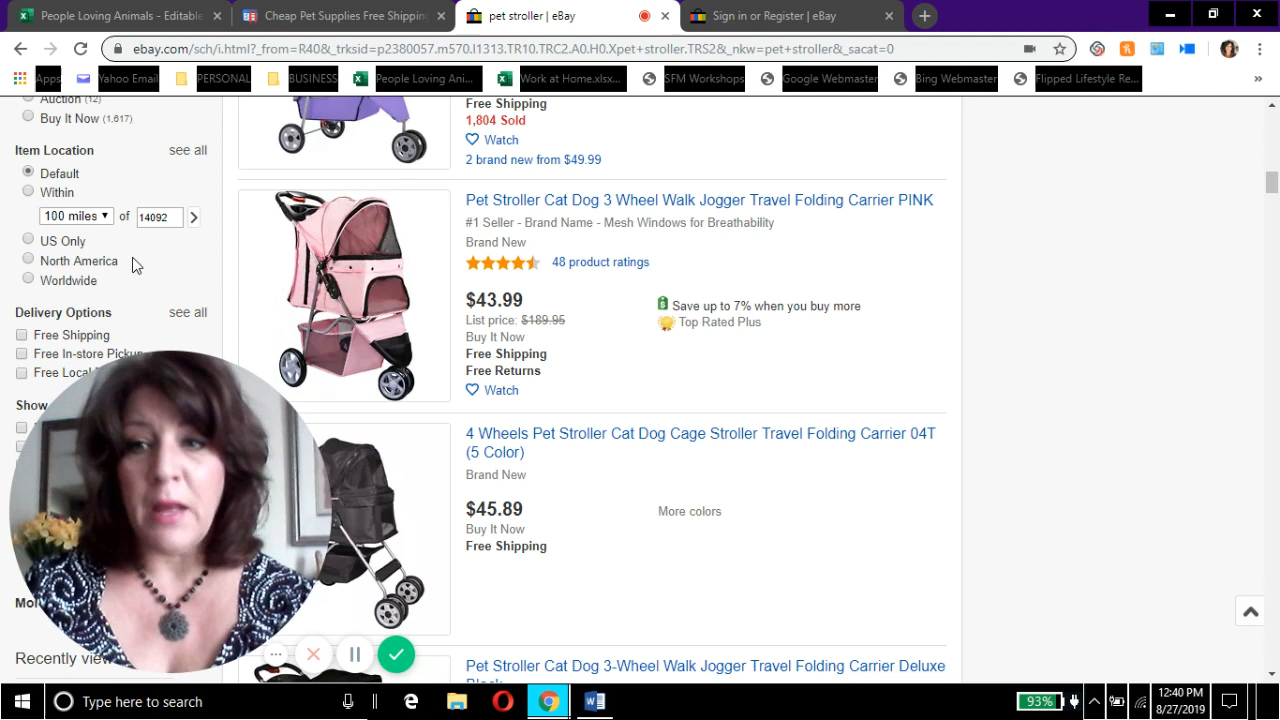 People Loving Animals - Editable
Cheap Pet Supplies Free Shipping
pet stroller | eBay
Sign in or Register | eBay
ebay.com/sch/i.html?_from=R40&_trksid=p2380057.m570.l1313.TR10.TRC2.A0.H0.Xpet+stroller.TRS2&_nkw=pet+stroller&_sacat=0
Apps
Yahoo Email
PERSONAL
BUSINESS
People Loving Ani...
Work at Home.xlsx...
SFM Workshops
Google Webmaster
Bing Webmaster
Flipped Lifestyle Re...
»
Auction (12)
Buy It Now (1,617)
Item Location see all
Default
Within
100 miles of 14092
US Only
North America
Worldwide
Delivery Options see all
Free Shipping
Free In-store Pickup
Free Local
Show
Recently
Free Shipping
1,804 Sold
Watch
2 brand new from $49.99
Pet Stroller Cat Dog 3 Wheel Walk Jogger Travel Folding Carrier PINK
#1 Seller - Brand Name - Mesh Windows for Breathability
Brand New
48 product ratings
$43.99
List price: $189.95
Buy It Now
Free Shipping
Free Returns
Watch
Save up to 7% when you buy more
Top Rated Plus
4 Wheels Pet Stroller Cat Dog Cage Stroller Travel Folding Carrier 04T
(5 Color)
Brand New
$45.89
Buy It Now
Free Shipping
More colors
Pet Stroller Cat Dog 3-Wheel Walk Jogger Travel Folding Carrier Deluxe
Type here to search
93%
12:40 PM
8/27/2019